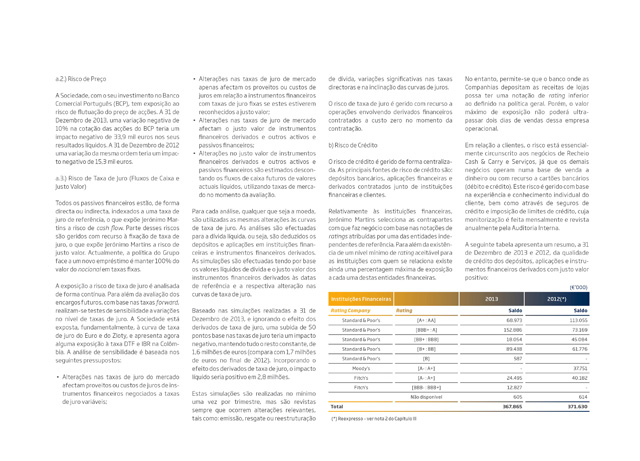 a.2.) Risco de Preço
A Sociedade, com o seu investimento no Banco
Comercial Português (BCP), tem exposição ao
risco de flutuação do preço de acções. A 31 de
Dezembro de 2013, uma variação negativa de
10% na cotação das acções do BCP teria um
impacto negativo de 33,9 mil euros nos seus
resultados líquidos. A 31 de Dezembro de 2012
uma variação da mesma ordem teria um impac-
to negativo de 15,3 mil euros.
a.3.) Risco de Taxa de Juro (Fluxos de Caixa e
Justo Valor)
Todos os passivos financeiros estão, de forma
directa ou indirecta, indexados a uma taxa de
juro de referência, o que expõe Jerónimo Mar-
tins a risco de cash flow. Parte desses riscos
são geridos com recurso à fixação de taxa de
juro, o que expõe Jerónimo Martins a risco de
justo valor. Actualmente, a política do Grupo
face a um novo empréstimo é manter 100% do
valor do nocional em taxas fixas.
A exposição a risco de taxa de juro é analisada
de forma contínua. Para além da avaliação dos
encargos futuros, com base nas taxas forward,
realizam-se testes de sensibilidade a variações
no nível de taxas de juro. A Sociedade está
exposta, fundamentalmente, à curva de taxa
de juro do Euro e do Zloty, e apresenta agora
alguma exposição à taxa DTF e IBR na Colôm-
bia. A análise de sensibilidade é baseada nos
seguintes pressupostos:
• Alterações nas taxas de juro do mercado
afectam proveitos ou custos de juros de ins-
trumentos financeiros negociados a taxas
de juro variáveis;
• Alterações nas taxas de juro de mercado
apenas afectam os proveitos ou custos de
juros em relação a instrumentos financeiros
com taxas de juro fixas se estes estiverem
reconhecidos a justo valor;
• Alterações nas taxas de juro de mercado
afectam o justo valor de instrumentos
financeiros derivados e outros activos e
passivos financeiros;
• Alterações no justo valor de instrumentos
financeiros derivados e outros activos e
passivos financeiros são estimados descon-
tando os fluxos de caixa futuros de valores
actuais líquidos, utilizando taxas de merca-
do no momento da avaliação.
Para cada análise, qualquer que seja a moeda,
são utilizadas as mesmas alterações às curvas
de taxa de juro. As análises são efectuadas
para a dívida líquida, ou seja, são deduzidos os
depósitos e aplicações em instituições finan-
ceiras e instrumentos financeiros derivados.
As simulações são efectuadas tendo por base
os valores líquidos de dívida e o justo valor dos
instrumentos financeiros derivados às datas
de referência e a respectiva alteração nas
curvas de taxa de juro.
Baseado nas simulações realizadas a 31 de
Dezembro de 2013, e ignorando o efeito dos
derivados de taxa de juro, uma subida de 50
pontos base nas taxas de juro teria um impacto
negativo, mantendo tudo o resto constante, de
1,6 milhões de euros (compara com 1,7 milhões
de euros no final de 2012). Incorporando o
efeito dos derivados de taxa de juro, o impacto
líquido seria positivo em 2,8 milhões.
Estas simulações são realizadas no mínimo
uma vez por trimestre, mas são revistas
sempre que ocorrem alterações relevantes,
tais como: emissão, resgate ou reestruturação
de dívida, variações significativas nas taxas
directoras e na inclinação das curvas de juros.
O risco de taxa de juro é gerido com recurso a
operações envolvendo derivados financeiros
contratados a custo zero no momento da
contratação.
b) Risco de Crédito
O risco de crédito é gerido de forma centraliza-
da. As principais fontes de risco de crédito são:
depósitos bancários, aplicações financeiras e
derivados contratados junto de instituições
financeiras e clientes.
Relativamente às instituições financeiras,
Jerónimo Martins selecciona as contrapartes
com que faz negócio com base nas notações de
ratings atribuídas por uma das entidades inde-
pendentes de referência. Para além da existên-
cia de um nível mínimo de rating aceitável para
as instituições com quem se relaciona existe
ainda uma percentagem máxima de exposição
a cada uma destas entidades financeiras.
No entanto, permite-se que o banco onde as
Companhias depositam as receitas de lojas
possa ter uma notação de rating inferior
ao definido na política geral. Porém, o valor
máximo de exposição não poderá ultra-
passar dois dias de vendas dessa empresa
operacional.
Em relação a clientes, o risco está essencial-
mente circunscrito aos negócios de Recheio
Cash & Carry e Serviços, já que os demais
negócios operam numa base de venda a
dinheiro ou com recurso a cartões bancários
(débito e crédito). Este risco é gerido com base
na experiência e conhecimento individual do
cliente, bem como através de seguros de
crédito e imposição de limites de crédito, cuja
monitorização é feita mensalmente e revista
anualmente pela Auditoria Interna.
A seguinte tabela apresenta um resumo, a 31
de Dezembro de 2013 e 2012, da qualidade
de crédito dos depósitos, aplicações e instru-
mentos financeiros derivados com justo valor
positivo:
(€'000)
Instituições Financeiras 2013 2012(*)
Rating Company Rating Saldo Saldo
Standard & Poor's [A+ : AA] 68.973 113.055
Standard & Poor's [BBB+ : A] 152.886 73.169
Standard & Poor's [BB+ : BBB] 18.054 45.084
Standard & Poor's [B+ : BB] 89.438 61.776
Standard & Poor's [B] 587 -
Moody's [A- : A+] - 37.751
Fitch's [A- : A+] 24.495 40.182
Fitch's [BBB- : BBB+] 12.827 -
Não disponível 605 614
Total 367.865 371.630
(*) Reexpresso - ver nota 2 do Capítulo III